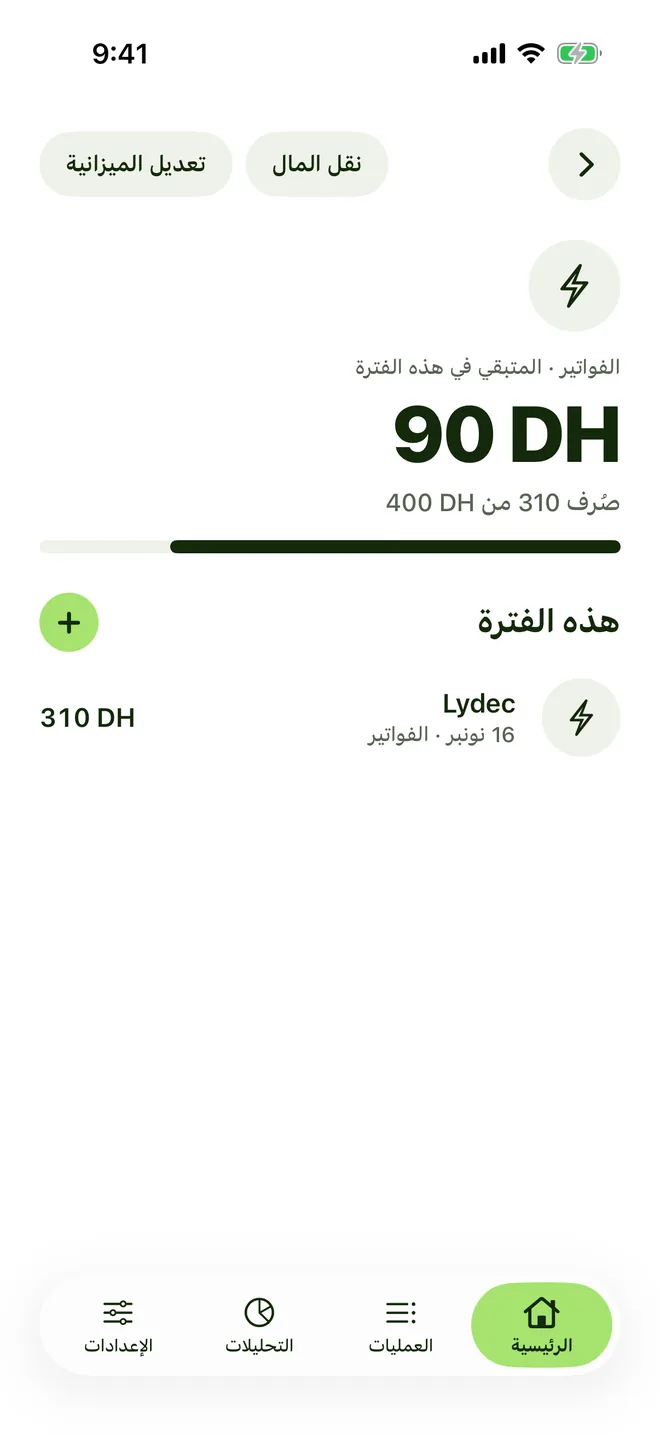 9:41
نقل المال
تعديل الميزانية
الفواتير · المتبقي في هذه الفترة
90 DH
صُرف 310 من 400 DH
هذه الفترة
Lydec
16 نونبر · الفواتير
310 DH
الرئيسية
العمليات
التحليلات
الإعدادات